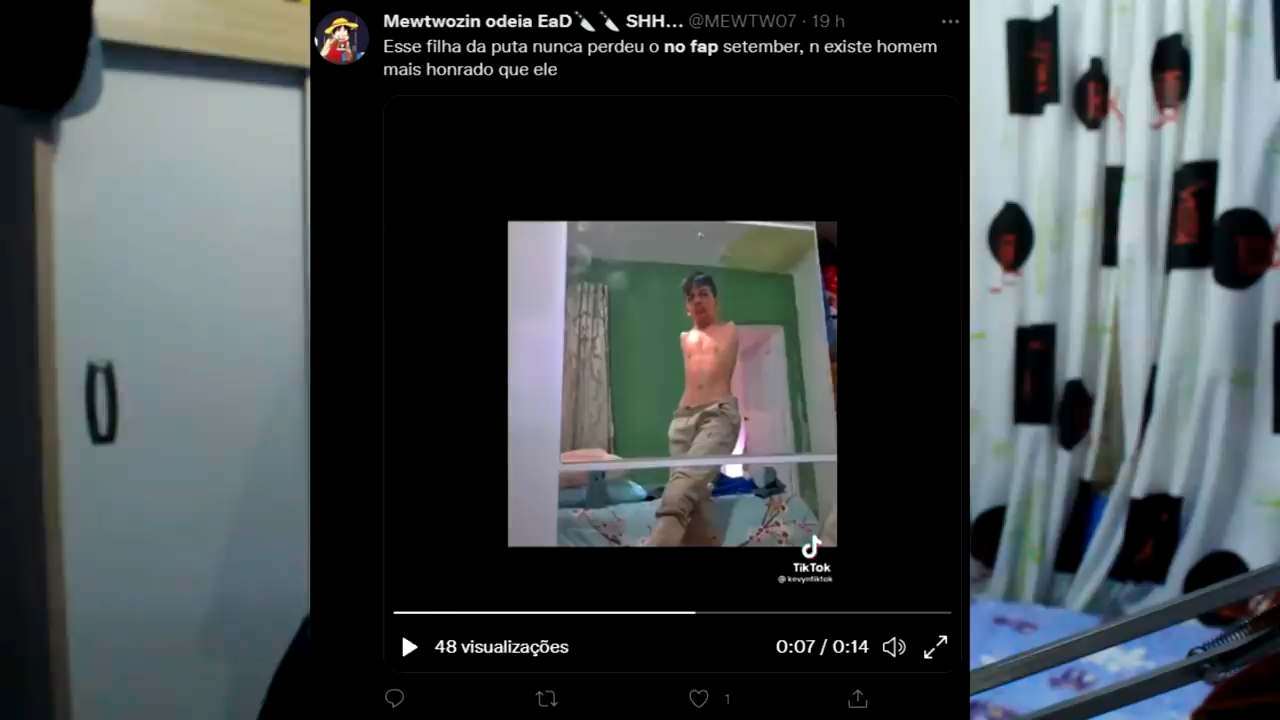 Mewtwozin odeia EaD🍾🍾 SHH... @MEWTW07 · 19 h
Esse filha da puta nunca perdeu o no fap setember, n existe homem
mais honrado que ele
TikTok
@kevyntiktok
48 visualizações
0:07 / 0:14
1